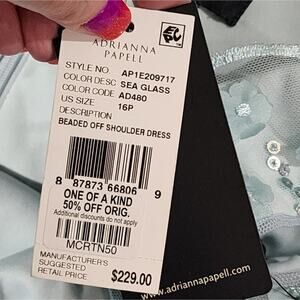 ADRIANNA
PAPELL
STYLE NO. AP1E209717
COLOR DESC SEA GLASS
COLOR CODE AD480
US SIZE 16P
DESCRIPTION
BEADED OFF SHOULDER DRESS
8 87873 66806 9
ONE OF A KIND
50% OFF ORIG.
Additional discounts do not apply
MCRTN50
MANUFACTURER'S
SUGGESTED
RETAIL PRICE $229.00
www.adriannapapell.com